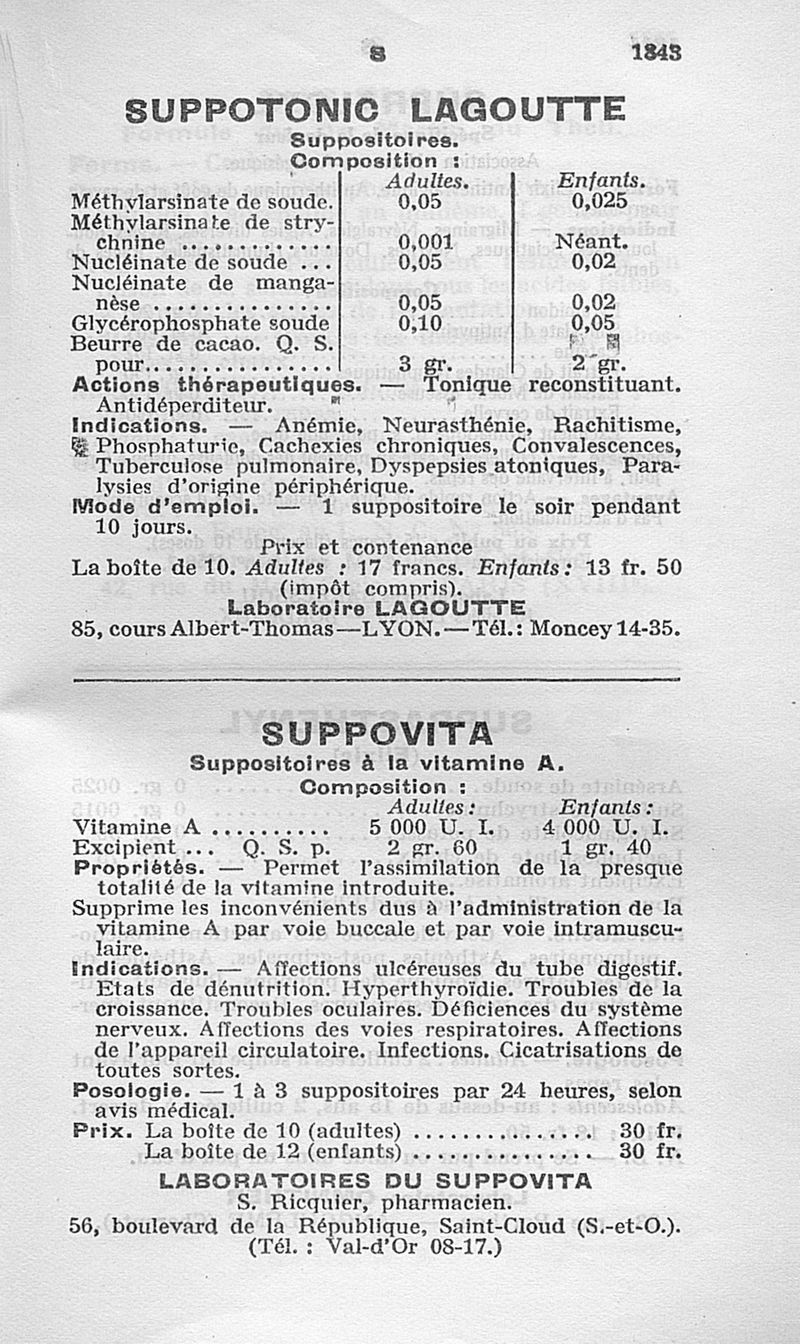 S 1843
SUPPOTONIC LAGOUTTE
Suppositoires.
Composition :
Adultes. Enfants.
Méthylarsinate de soude. 0,05 0,025
Méthylarsinate de stry-
chnine .............. 0,001 Néant.
Nucléinate de soude ... 0,05 0,02
Nucléinate de manga-
nèse ................ 0,05 0,02
Glycérophosphate soude 0,10 0,05
Beurre de cacao. Q. S.
pour................. 3 gr. 2 gr.
Actions thérapeutiques. — Tonique reconstituant.
Antidéperditeur.
Indications. — Anémie, Neurasthénie, Rachitisme,
Phosphaturie, Cachexies chroniques, Convalescences,
Tuberculose pulmonaire, Dyspepsies atoniques, Para-
lysies d'origine périphérique.
Mode d'emploi. — 1 suppositoire le soir pendant
10 jours.
Prix et contenance
La boîte de 10. Adultes : 17 francs. Enfants : 13 fr. 50
(impôt compris).
Laboratoire LAGOUTTE
85, cours Albert-Thomas—LYON.—Tél.: Moncey 14-35.
SUPPOVITA
Suppositoires à la vitamine A.
Composition :
Adultes : Enfants :
Vitamine A .......... 5 000 U. I. 4 000 U. I.
Excipient ... Q. S. p. 2 gr. 60 1 gr. 40
Propriétés. — Permet l'assimilation de la presque
totalité de la vitamine introduite.
Supprime les inconvénients dus à l'administration de la
vitamine A par voie buccale et par voie intramuscu-
laire.
Indications. — Affections ulcéreuses du tube digestif.
Etats de dénutrition. Hyperthyroïdie. Troubles de la
croissance. Troubles oculaires. Déficiences du système
nerveux. Affections des voies respiratoires. Affections
de l'appareil circulatoire. Infections. Cicatrisations de
toutes sortes.
Posologie. — 1 à 3 suppositoires par 24 heures, selon
avis médical.
Prix. La boîte de 10 (adultes) ............... 30 fr.
La boîte de 12 (enfants) ............... 30 fr.
LABORATOIRES DU SUPPOVITA
S. Ricquier, pharmacien.
56, boulevard de la République, Saint-Cloud (S.-et-O.).
(Tél. : Val-d'Or 08-17.)